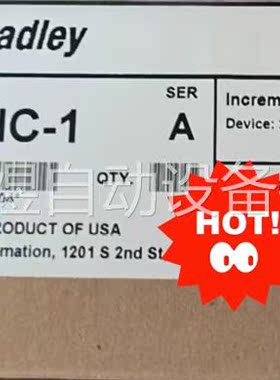 adley
IC-1
SER
A
Increm
Device:
QTY.
煜自动设备
RODUCT OF USA
mation, 1201 S 2nd St
HOT!